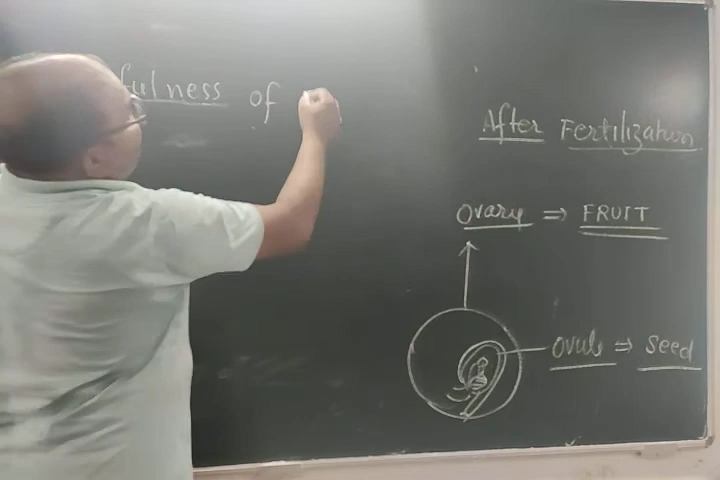 fulness of
After Fertilization
Ovary ⇒ FRUIT
Ovule ⇒ Seed